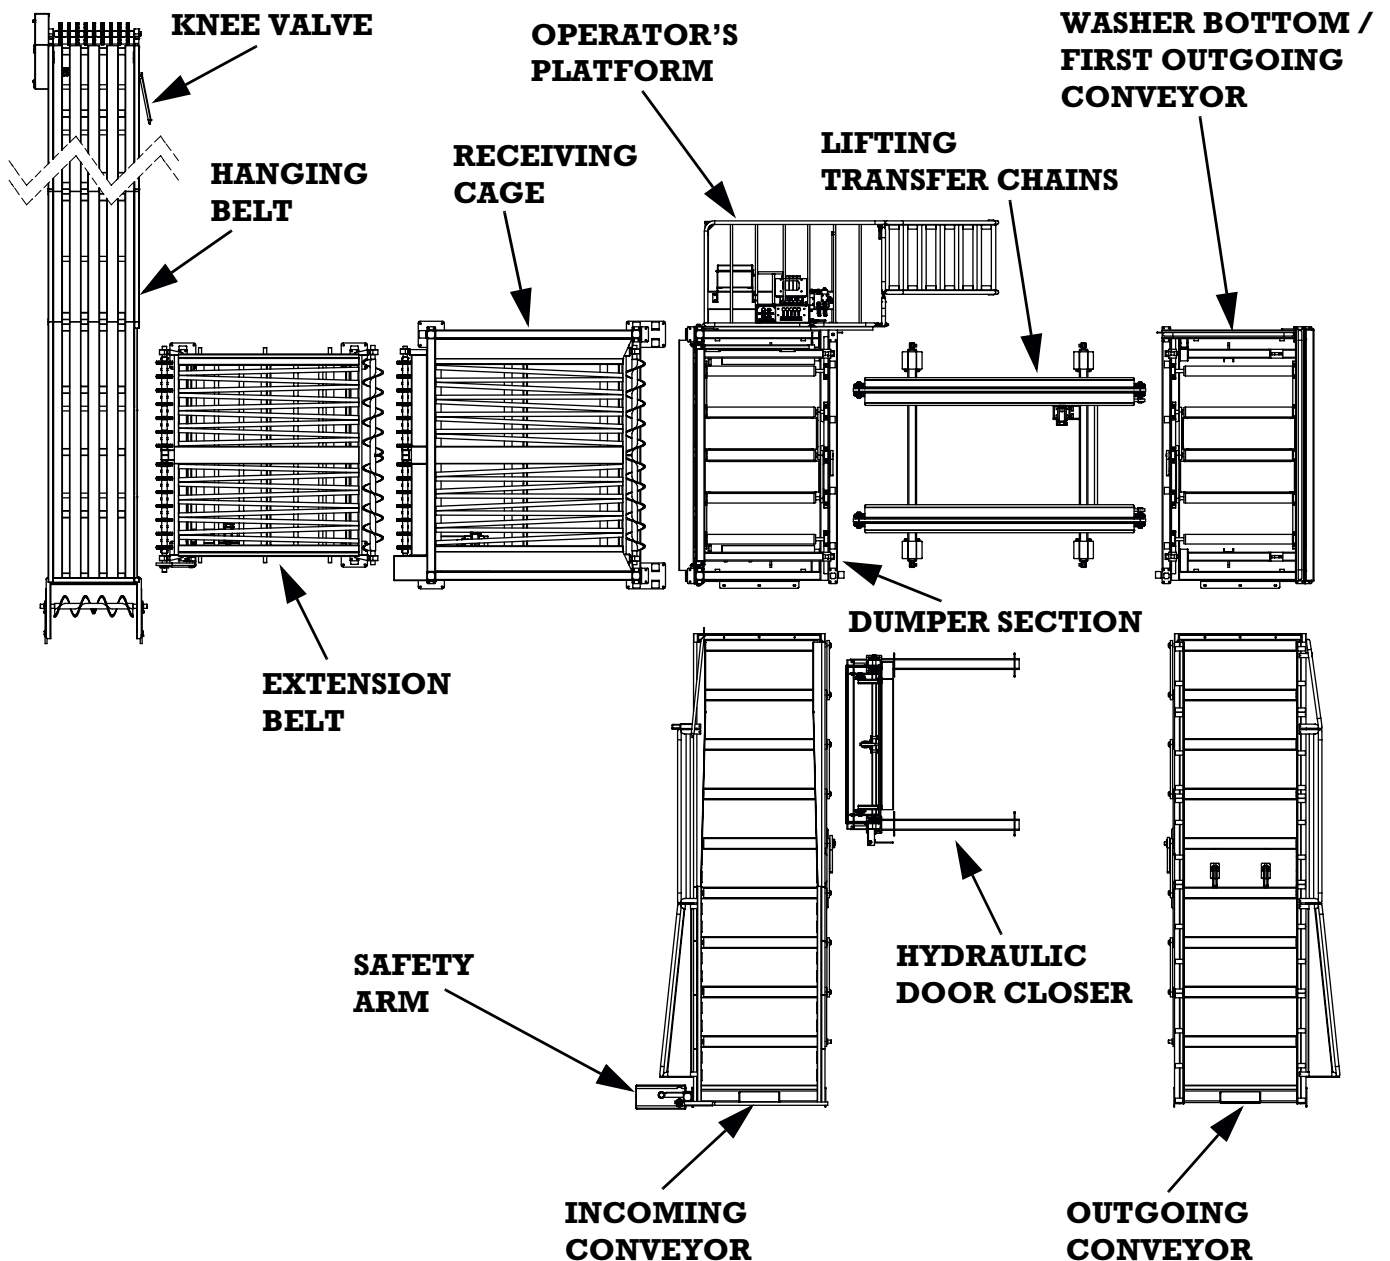 KNEE VALVE
OPERATOR’S
PLATFORM
WASHER BOTTOM /
FIRST OUTGOING
CONVEYOR
HANGING
BELT
RECEIVING
CAGE
LIFTING
TRANSFER CHAINS
EXTENSION
BELT
DUMPER SECTION
SAFETY
ARM
HYDRAULIC
DOOR CLOSER
INCOMING
CONVEYOR
OUTGOING
CONVEYOR